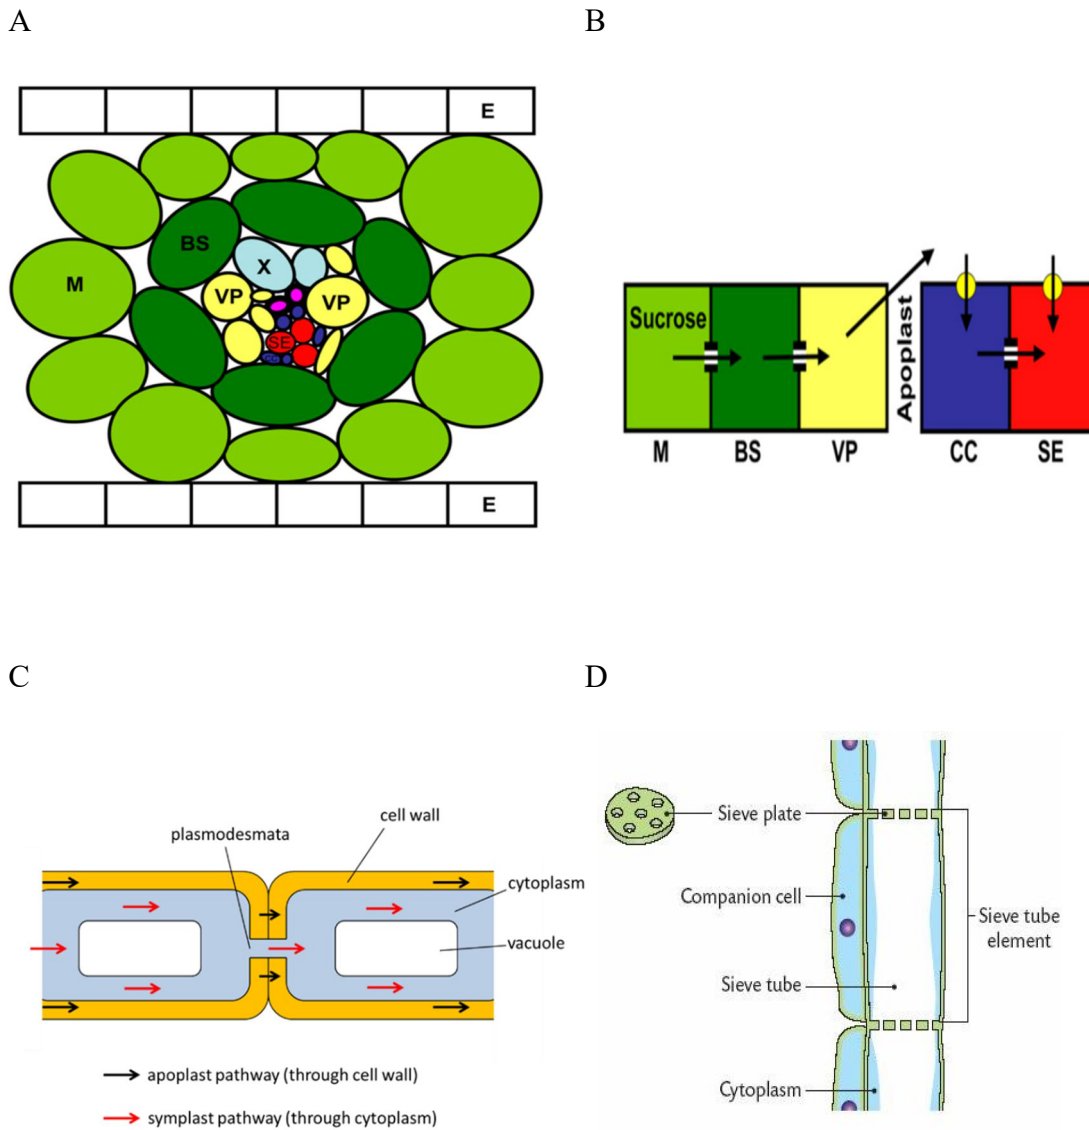 A
B
E
BS
X
M
VP
VP
SE
CC
E
Sucrose
Apoplast
M
BS
VP
CC
SE
C
D
plasmodesmata
cell wall
cytoplasm
vacuole
apoplast pathway (through cell wall)
symplast pathway (through cytoplasm)
Sieve plate
Companion cell
Sieve tube
element
Sieve tube
Cytoplasm